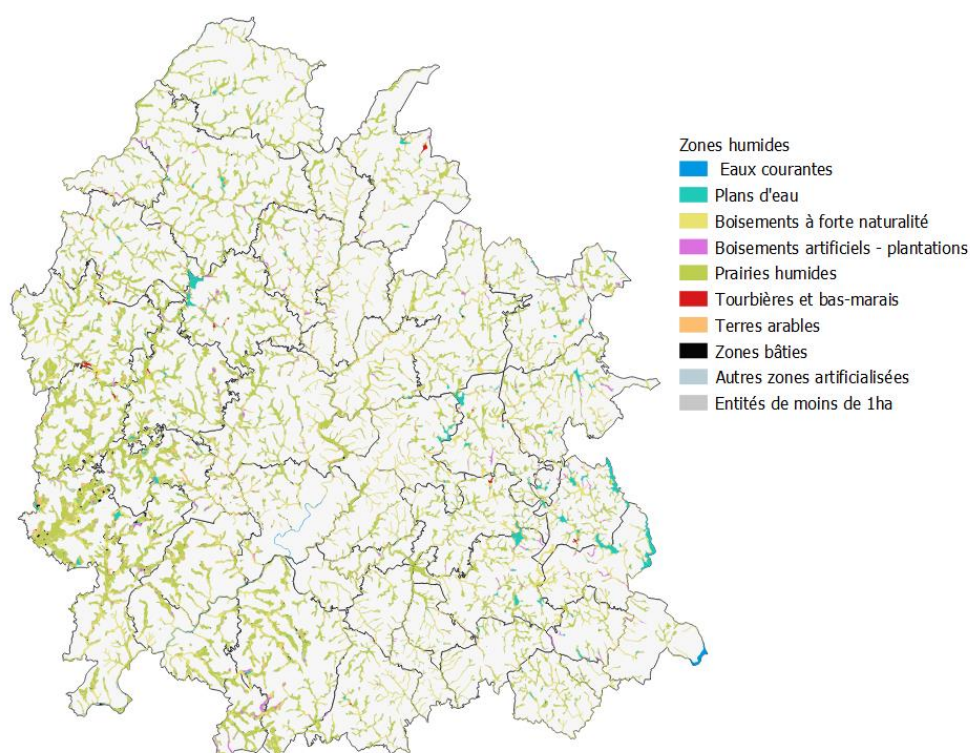 Zones humides
Eaux courantes
Plans d'eau
Boisements à forte naturalité
Boisements artificiels - plantations
Prairies humides
Tourbières et bas-marais
Terres arables
Zones bâties
Autres zones artificialisées
Entités de moins de 1ha